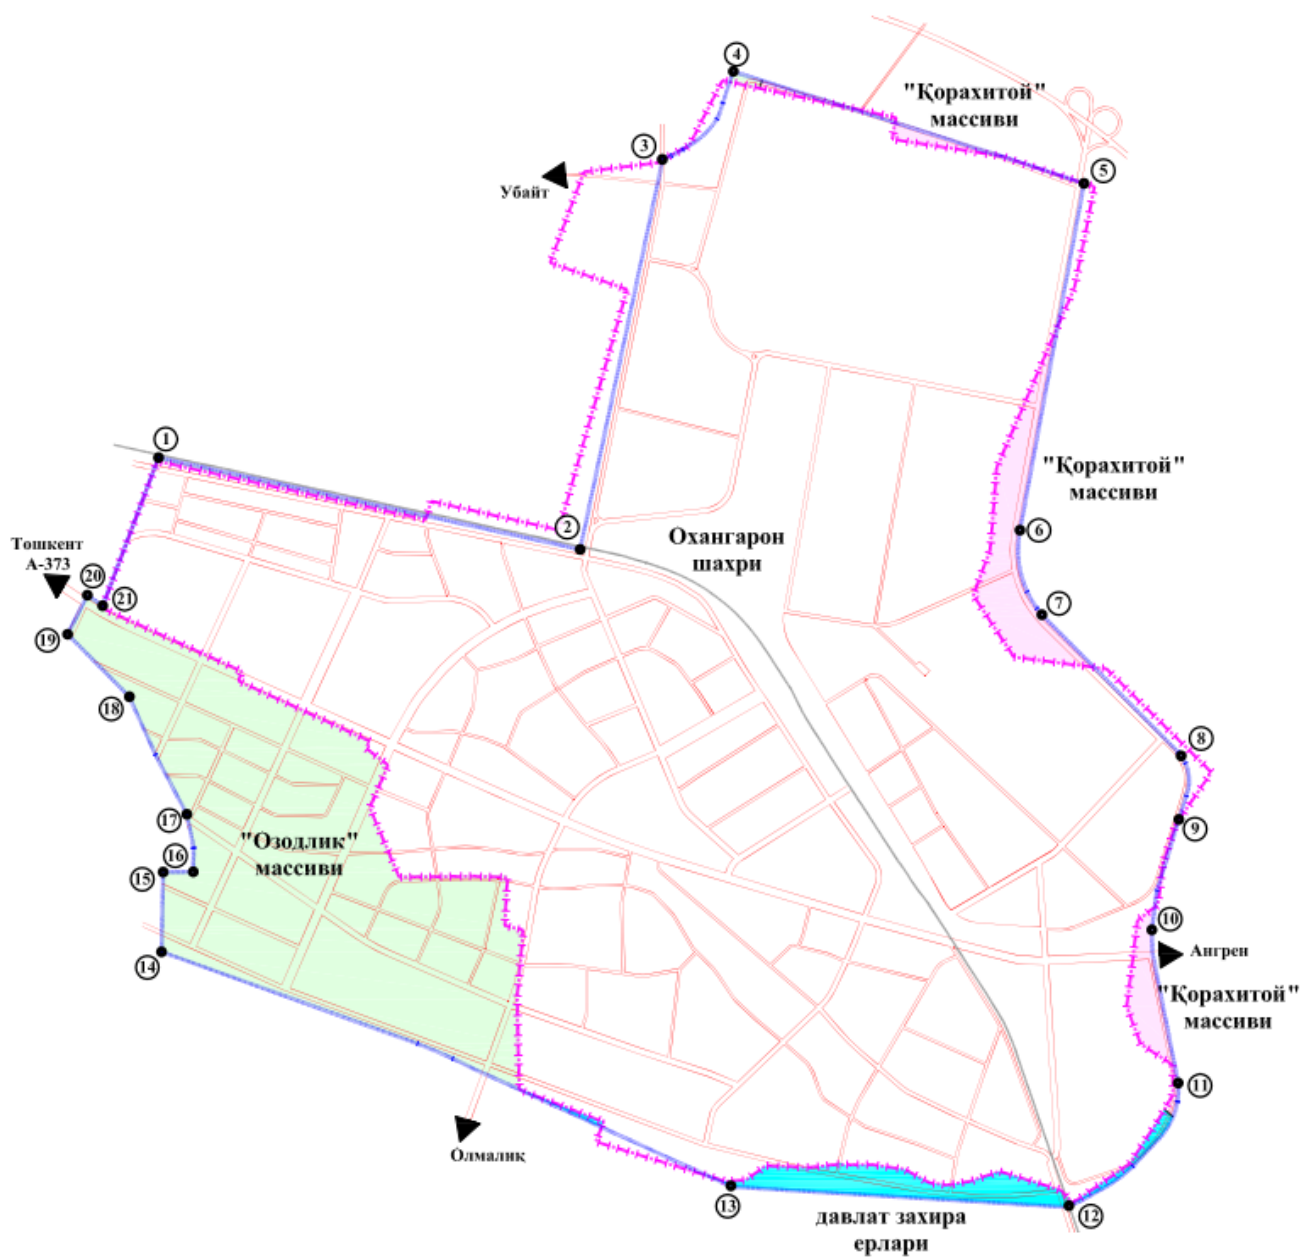 4
"Қорахитой"
массиви
3
5
Убайт
1
"Қорахитой"
массиви
2
6
Охангарон
шахри
Тошкент
А-373
20
21
7
19
18
8
17
9
"Озодлик"
массиви
16
15
10
Ангрен
14
"Қорахитой"
массиви
11
Олмалиқ
13
12
давлат захира
ерлари